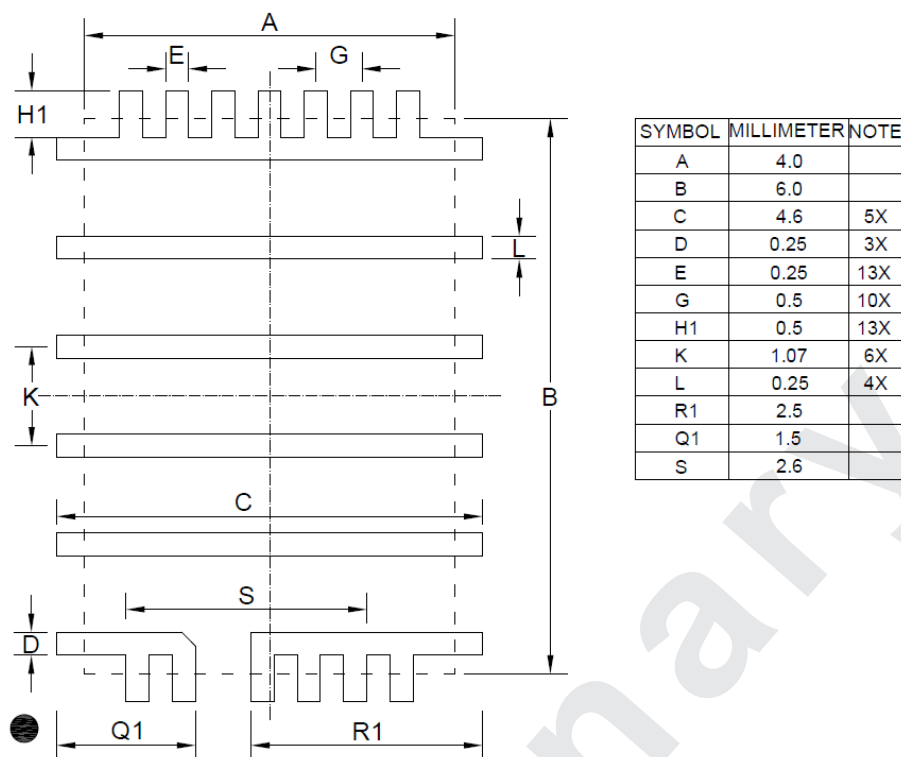 A
E
G
H1
L
K
B
C
S
D
Q1
R1
SYMBOL MILLIMETER NOTE
A 4.0
B 6.0
C 4.6 5X
D 0.25 3X
E 0.25 13X
G 0.5 10X
H1 0.5 13X
K 1.07 6X
L 0.25 4X
R1 2.5
Q1 1.5
S 2.6
nary